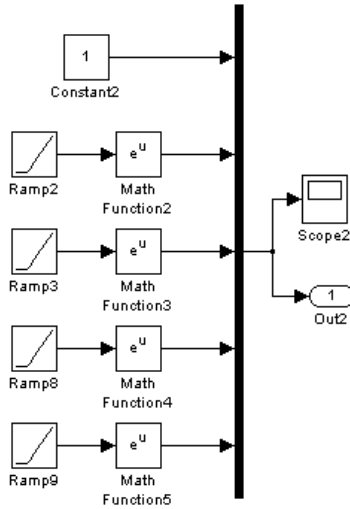 1
Constant2
e^u
Ramp2
Math
Function2
Scope2
e^u
Ramp3
Math
Function3
1
Out2
e^u
Ramp8
Math
Function4
e^u
Ramp9
Math
Function5